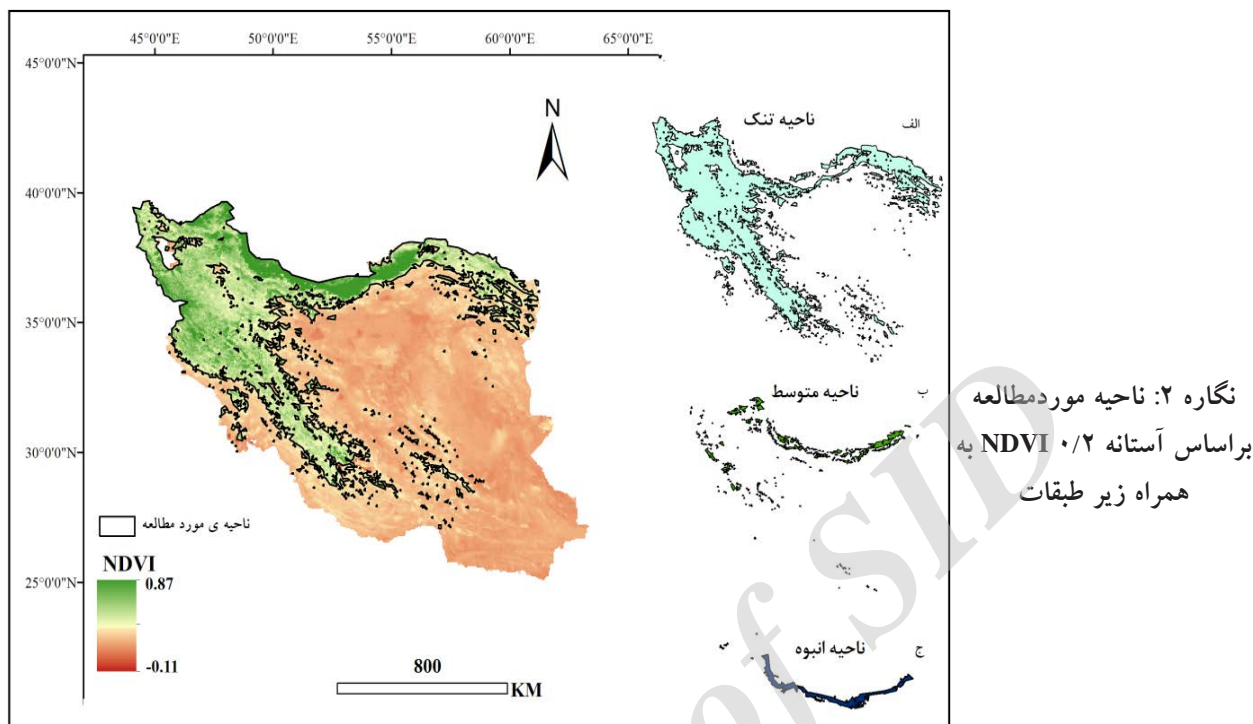 45°0'0"E 50°0'0"E 55°0'0"E 60°0'0"E 65°0'0"E
45°0'0"N
40°0'0"N
35°0'0"N
30°0'0"N
25°0'0"N
N
ناحیه ی مورد مطالعه
NDVI
0.87
-0.11
800
KM
الف
ناحیه تنک
ب
ناحیه متوسط
ج
ناحیه انبوه
نگاره ۲: ناحیه موردمطالعه
براساس آستانه ۰/۲ NDVI به
همراه زیر طبقات
of SID